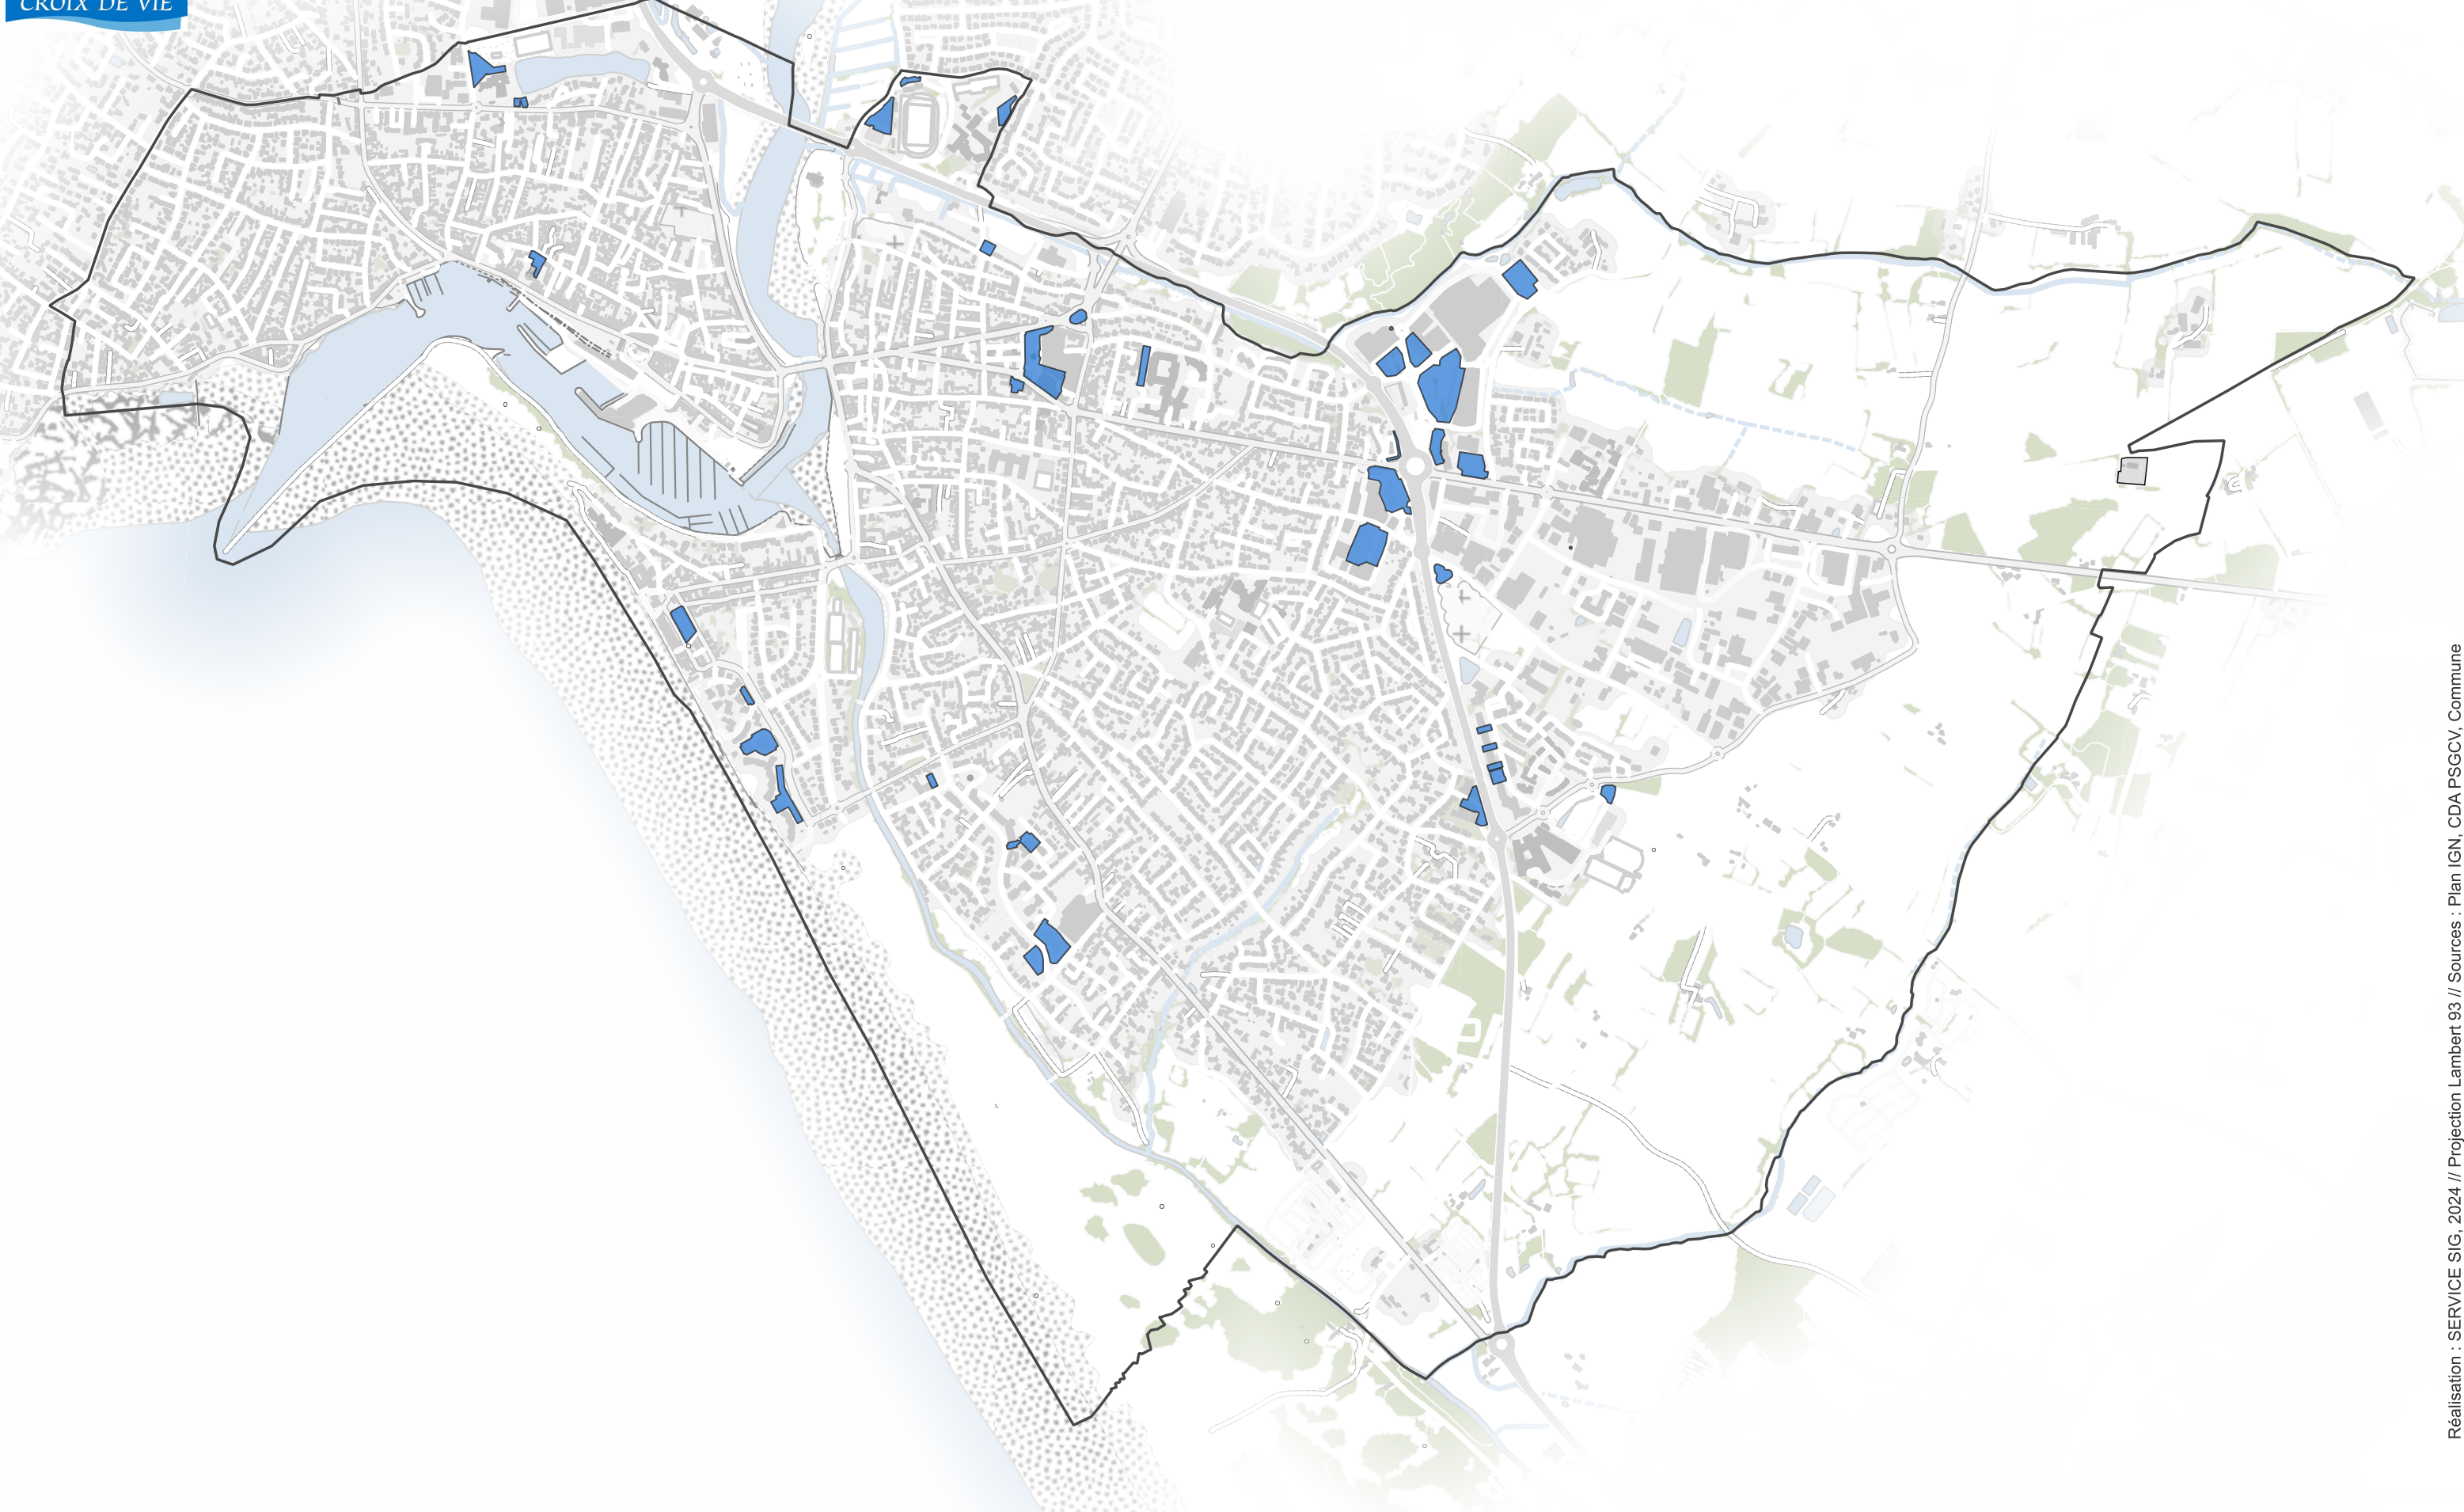 CROIX DE VIE
Réalisation : SERVICE SIG, 2024 // Projection Lambert 93 // Sources : Plan IGN, CDA PSGCV, Commune